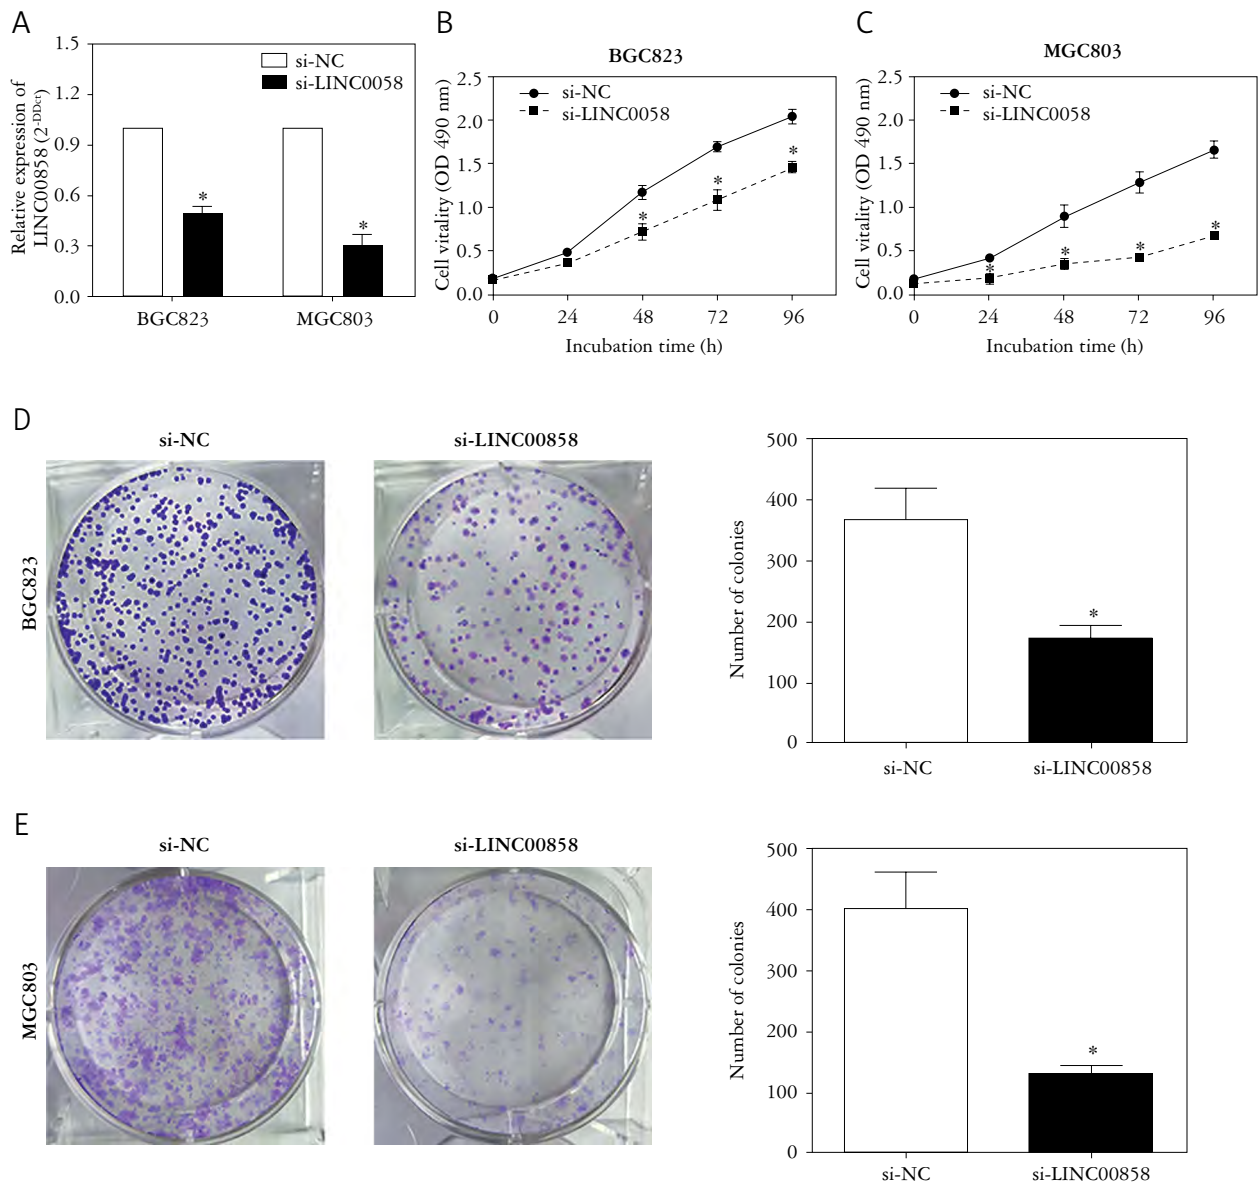 A
Relative expression of
LINC00858 (2-DDct)
1.5
1.2
0.9
0.6
0.3
0.0
si-NC
si-LINC0058
*
*
BGC823
MGC803
B
BGC823
Cell vitality (OD 490 nm)
2.5
2.0
1.5
1.0
0.5
0.0
si-NC
si-LINC0058
*
*
*
0 24 48 72 96
Incubation time (h)
C
MGC803
Cell vitality (OD 490 nm)
2.5
2.0
1.5
1.0
0.5
0.0
si-NC
si-LINC0058
*
*
*
*
0 24 48 72 96
Incubation time (h)
D
si-NC
si-LINC00858
BGC823
Number of colonies
500
400
300
200
100
0
*
si-NC
si-LINC00858
E
si-NC
si-LINC00858
MGC803
Number of colonies
500
400
300
200
100
0
*
si-NC
si-LINC00858